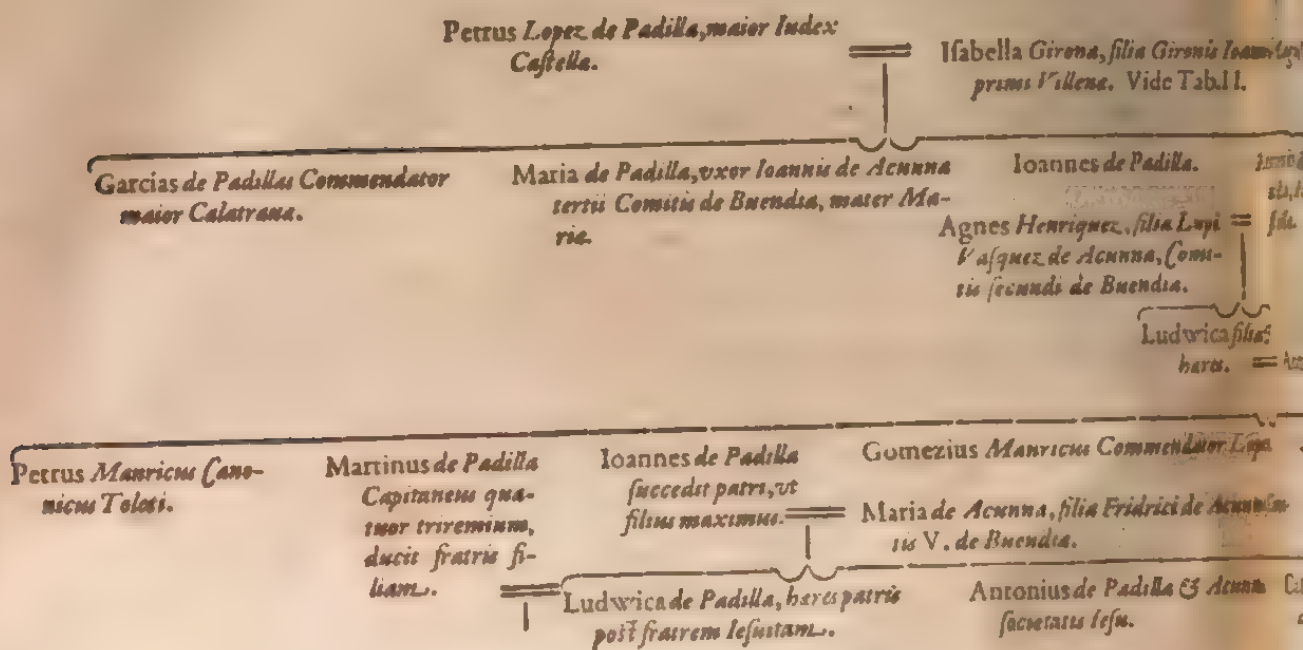 Petrus Lopez de Padilla, maior Iudex
Castella.
Isabella Girona, filia Gironis
primi Villena. Vide Tab. II.
Garcias de Padillas Commendator
maior Calatraua.
Maria de Padilla, vxor Ioannis de Acunna
tertii Comitis de Buendia, mater Ma-
ria.
Ioannes de Padilla.
Agnes Henriquez, filia Lupi
Vasquez de Acunna, Comi-
tis secundi de Buendia.
Ludwica filia
hares.
Petrus Manricus Cano-
nicus Toleti.
Martinus de Padilla
Capitaneus qua-
tuor triremium,
ducit fratris fi-
liam.
Ioannes de Padilla
succedit patri, vt
filius maximus.
Gomezius Manricus Commendator
Maria de Acunna, filia Fridrici de
tis V. de Buendia.
Ludwica de Padilla, hares patris
post fratrem Iesuitam.
Antonius de Padilla & Acunna
societatis Iesu.